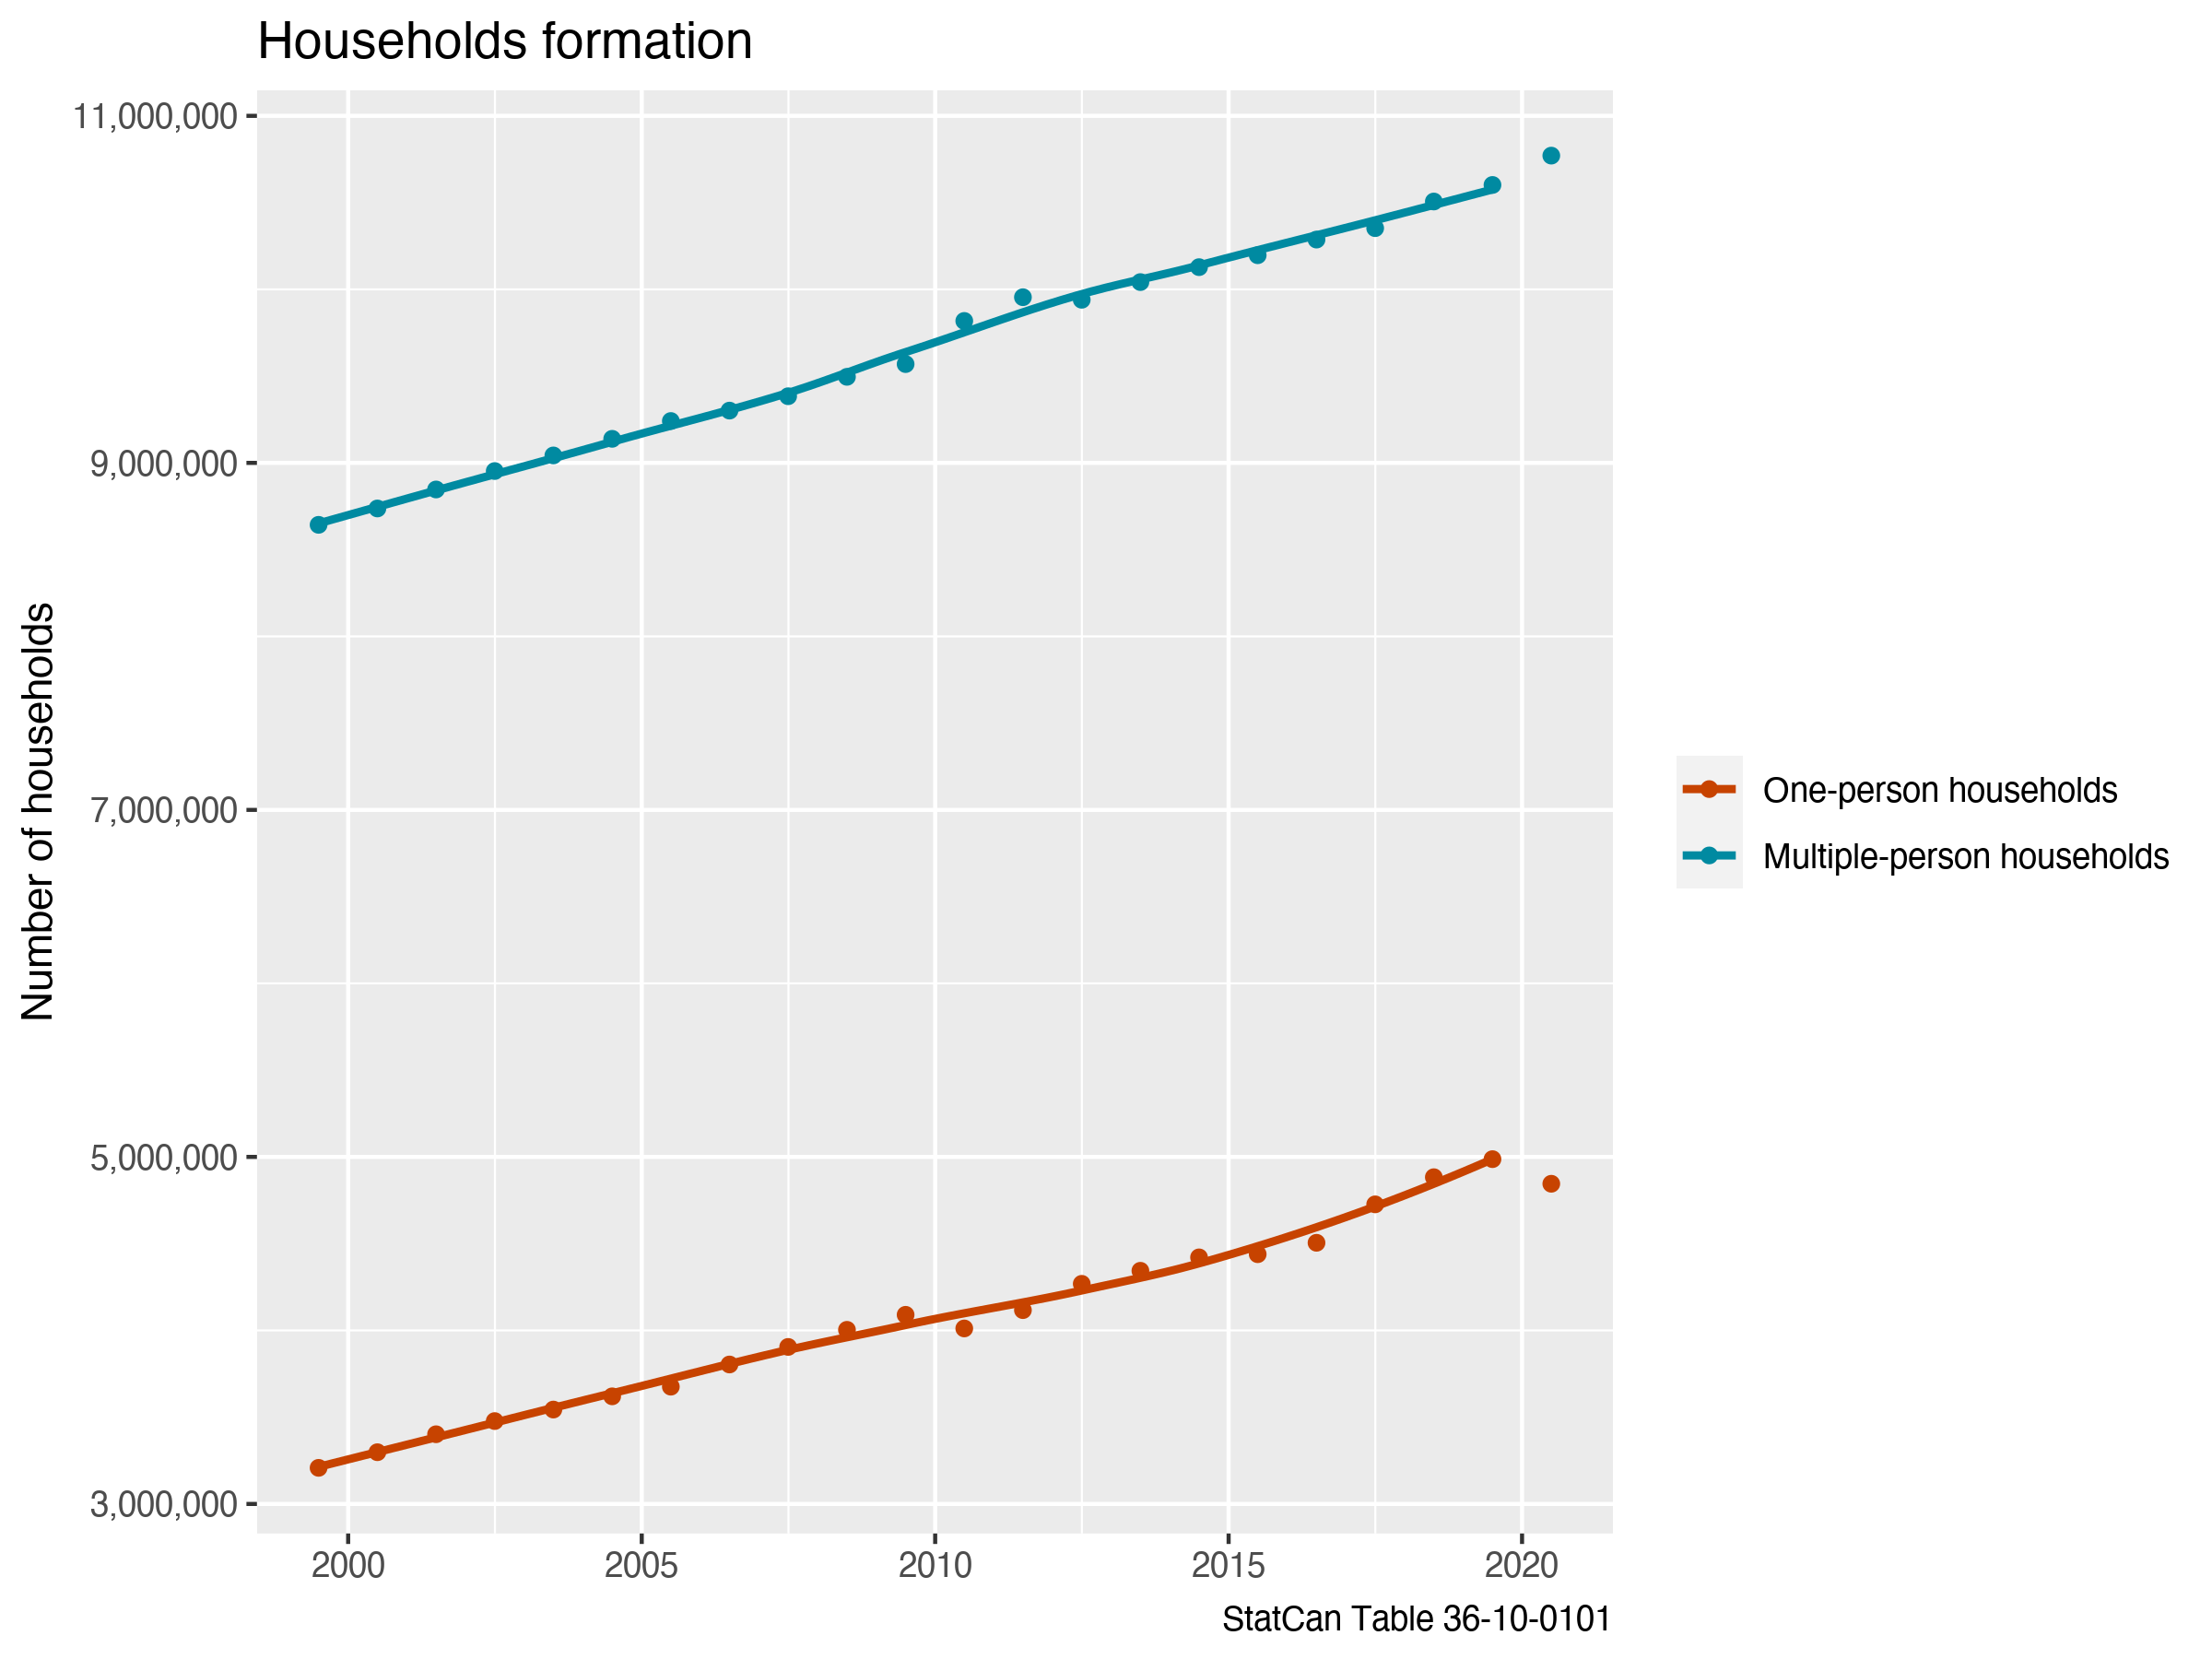 Households formation
11,000,000
9,000,000
7,000,000
5,000,000
3,000,000
Number of households
2000
2005
2010
2015
2020
One-person households
Multiple-person households
StatCan Table 36-10-0101